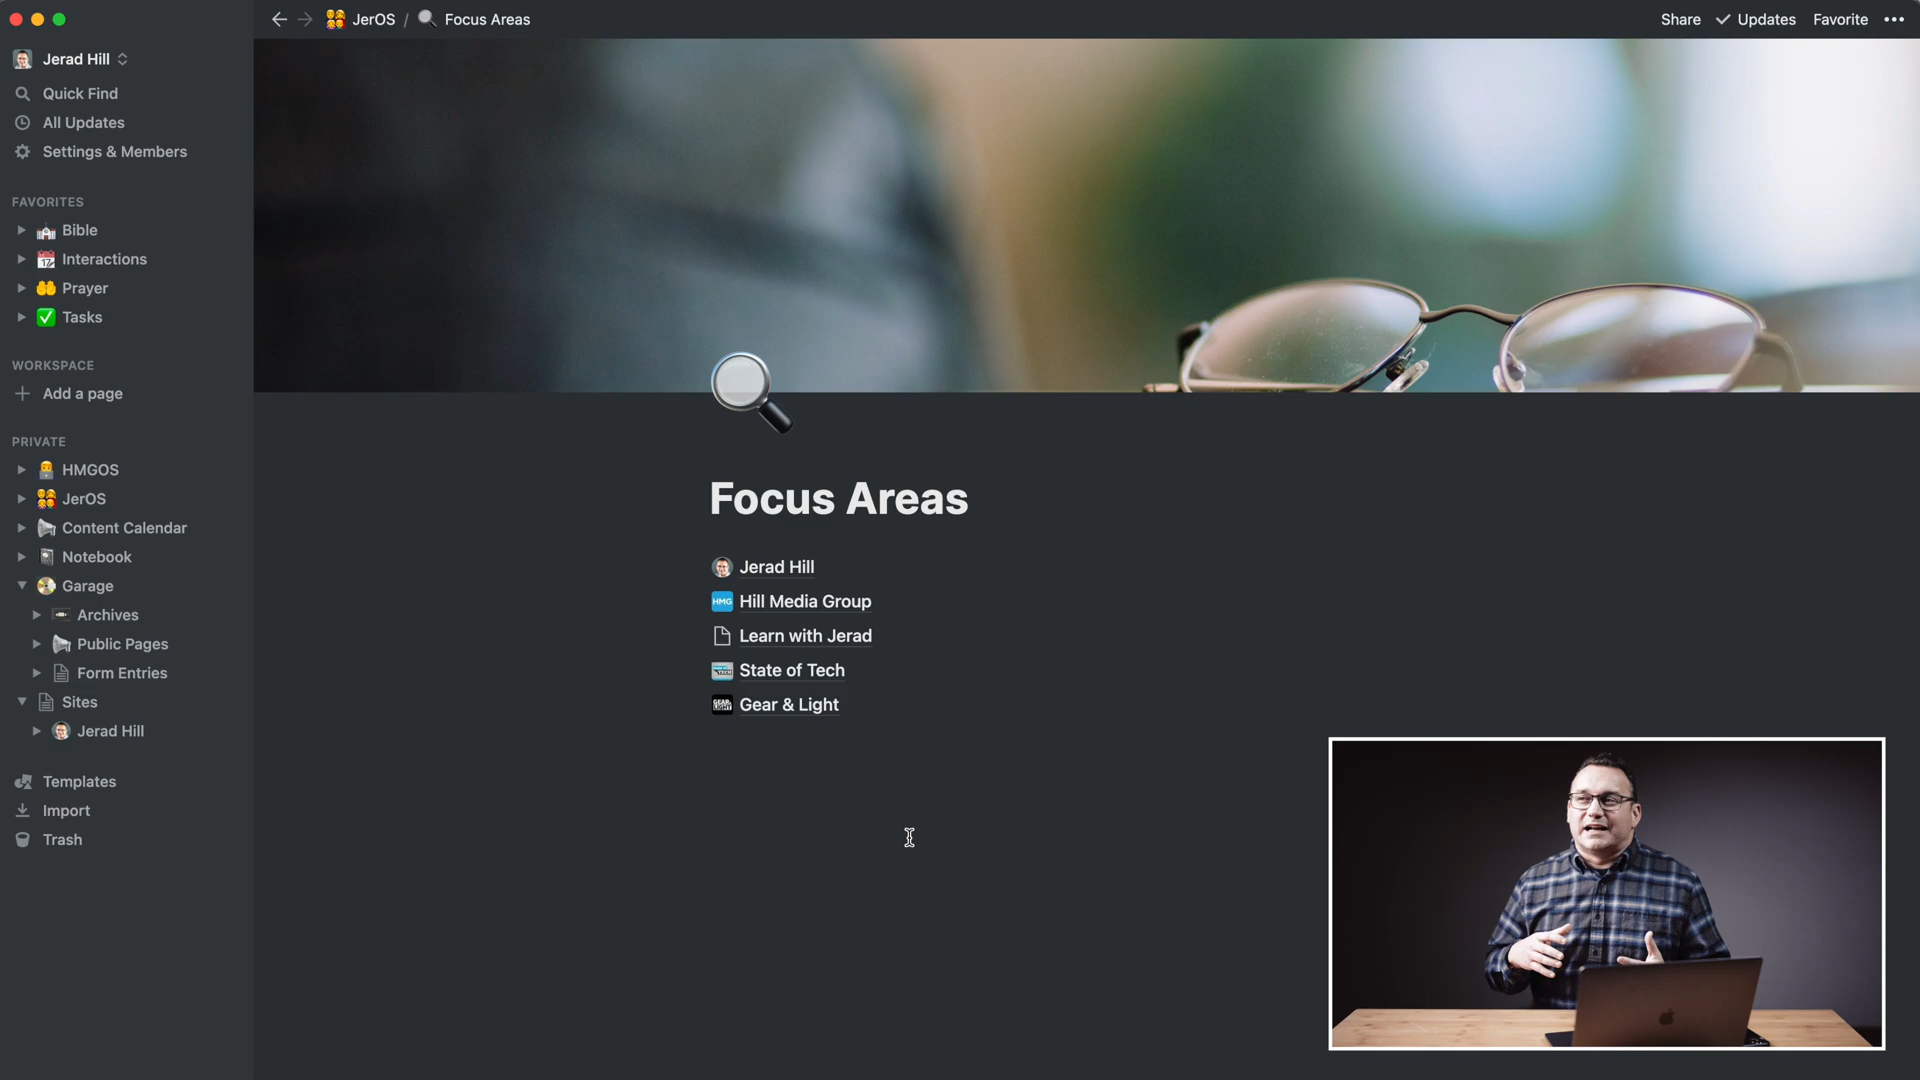 JerOS / Focus Areas
Share Updates Favorite
Jerad Hill
Quick Find
All Updates
Settings & Members
FAVORITES
Bible
Interactions
Prayer
Tasks
WORKSPACE
Add a page
PRIVATE
HMGOS
JerOS
Content Calendar
Notebook
Garage
Archives
Public Pages
Form Entries
Sites
Jerad Hill
Templates
Import
Trash
Focus Areas
Jerad Hill
HMG Hill Media Group
Learn with Jerad
State of Tech
Gear & Light